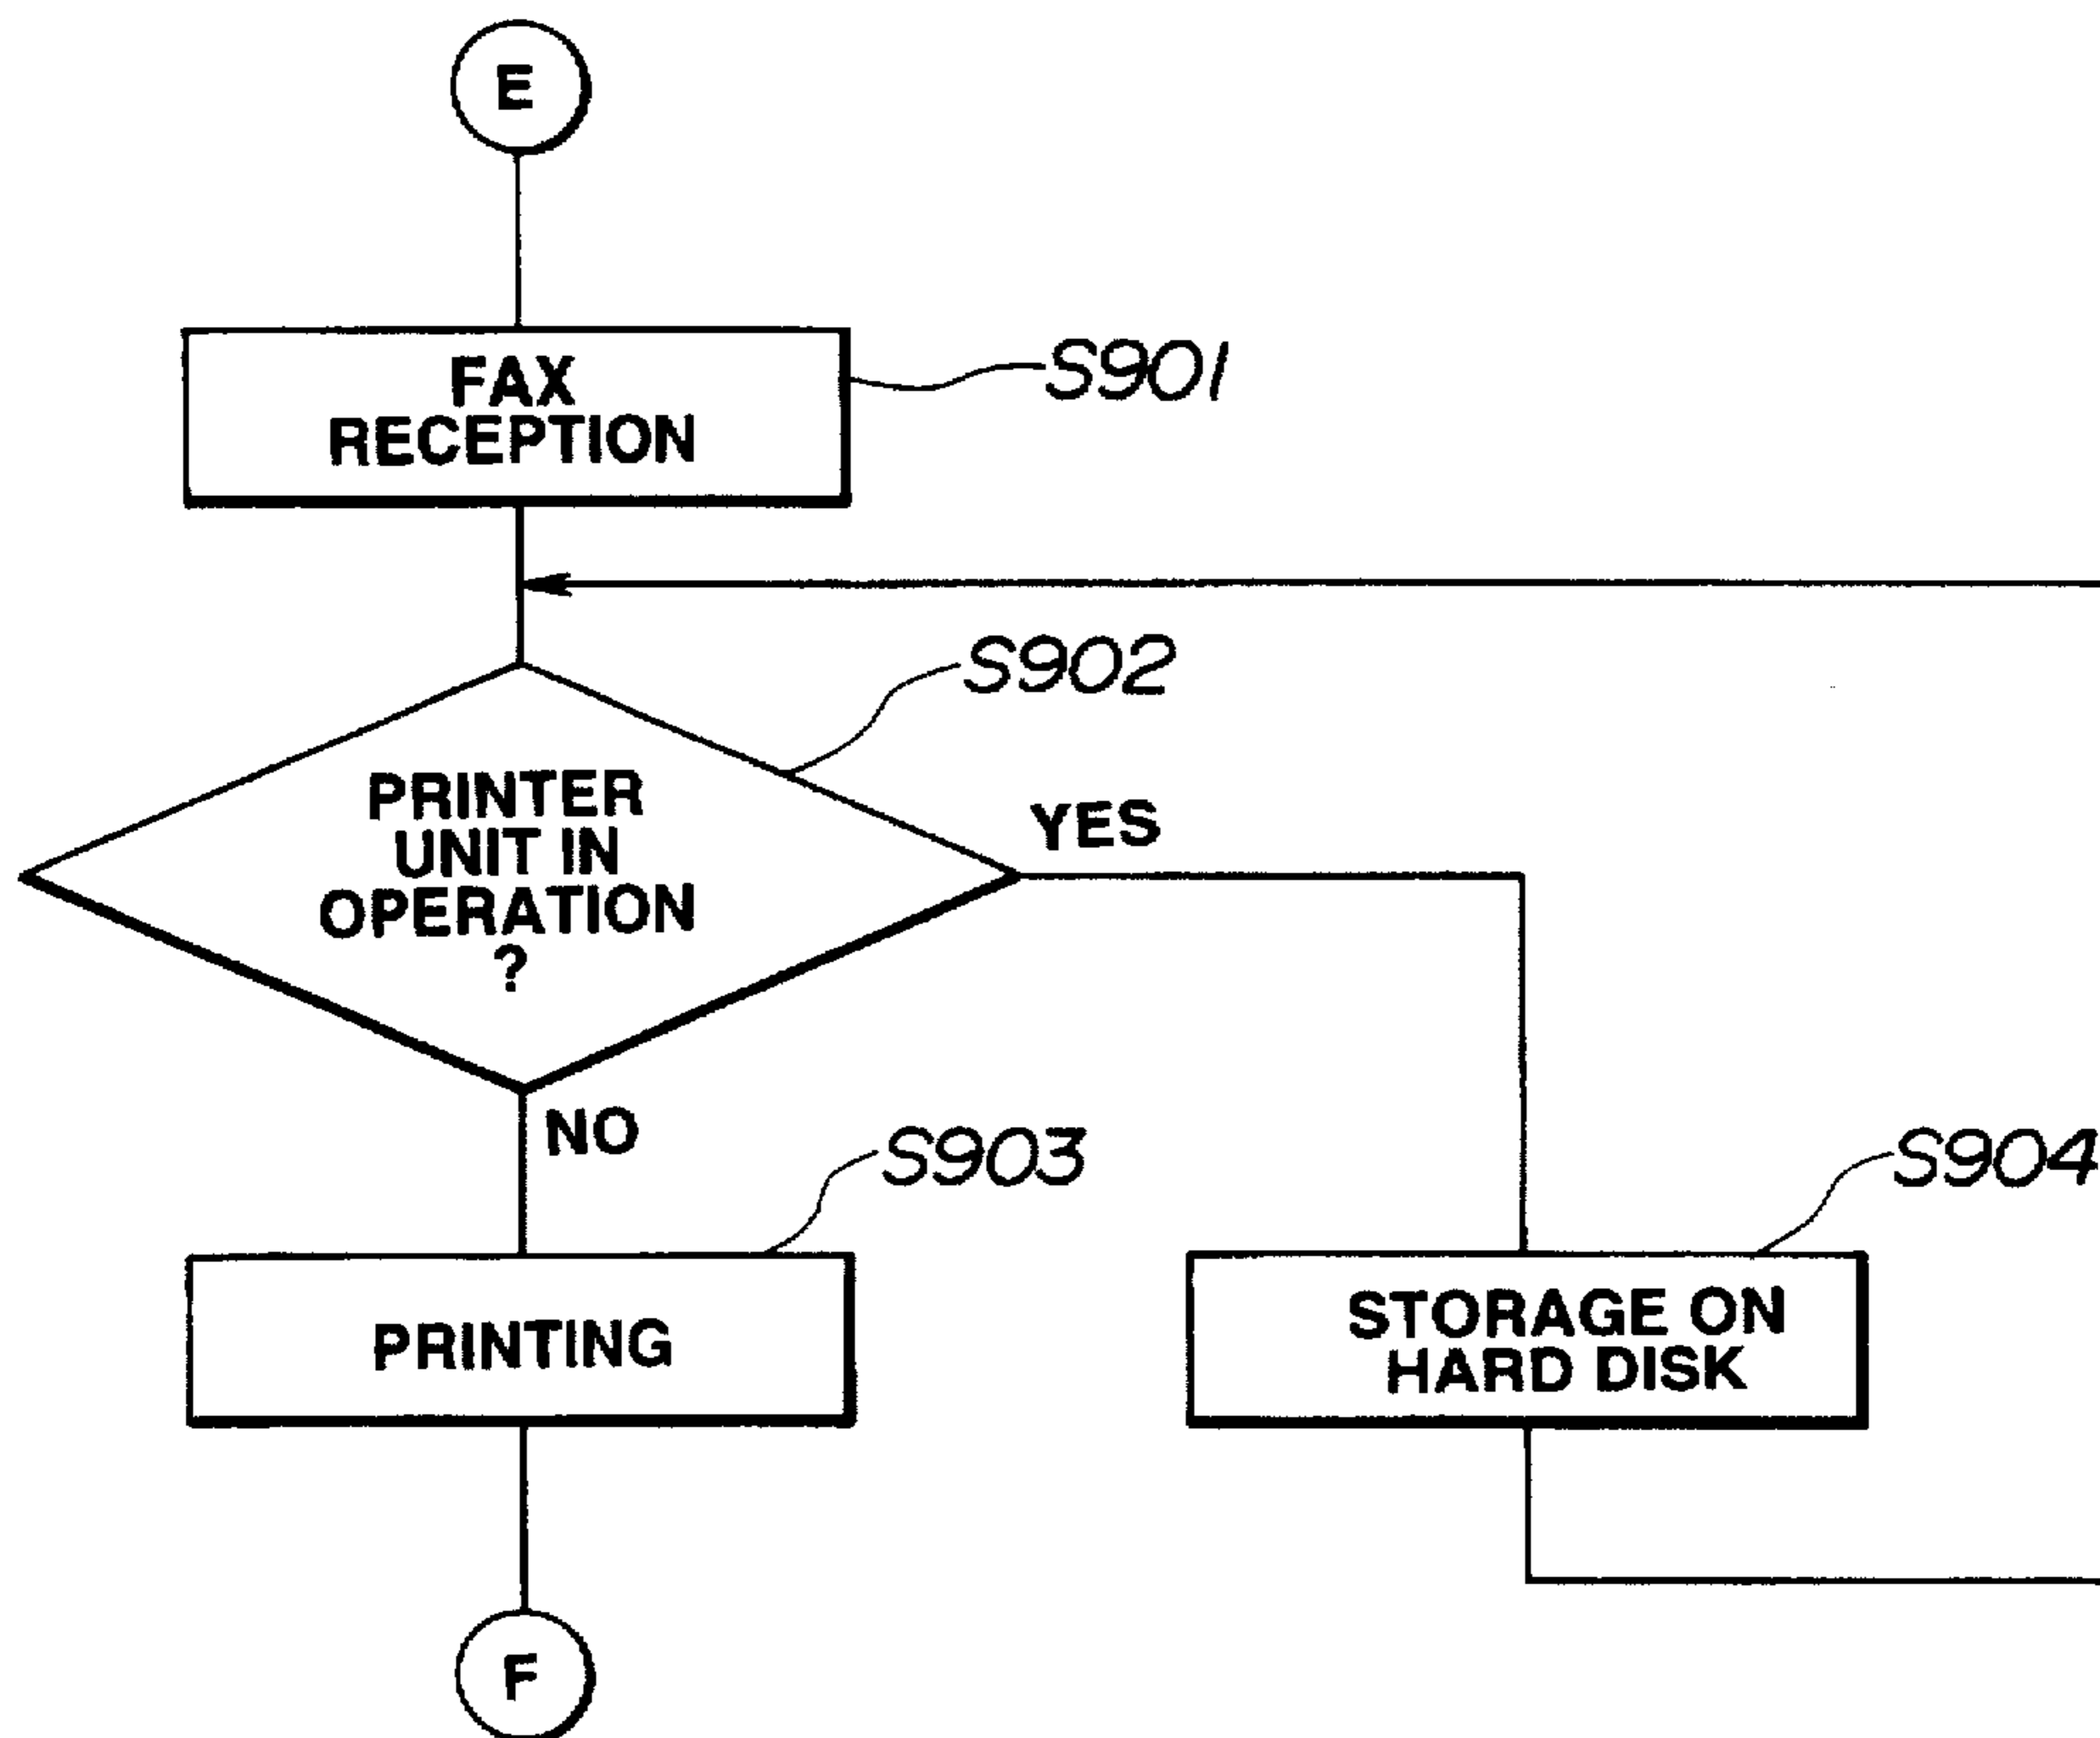 E
FAX
RECEPTION
S901
S902
PRINTER
UNIT IN
OPERATION
?
YES
NO
S903
S904
PRINTING
STORAGE ON
HARD DISK
F